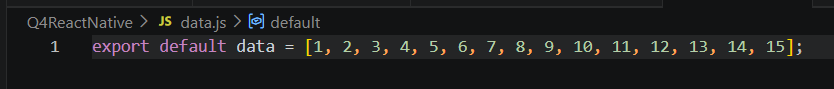 Q4ReactNative > JS data.js > default
1 export default data = [1, 2, 3, 4, 5, 6, 7, 8, 9, 10, 11, 12, 13, 14, 15];